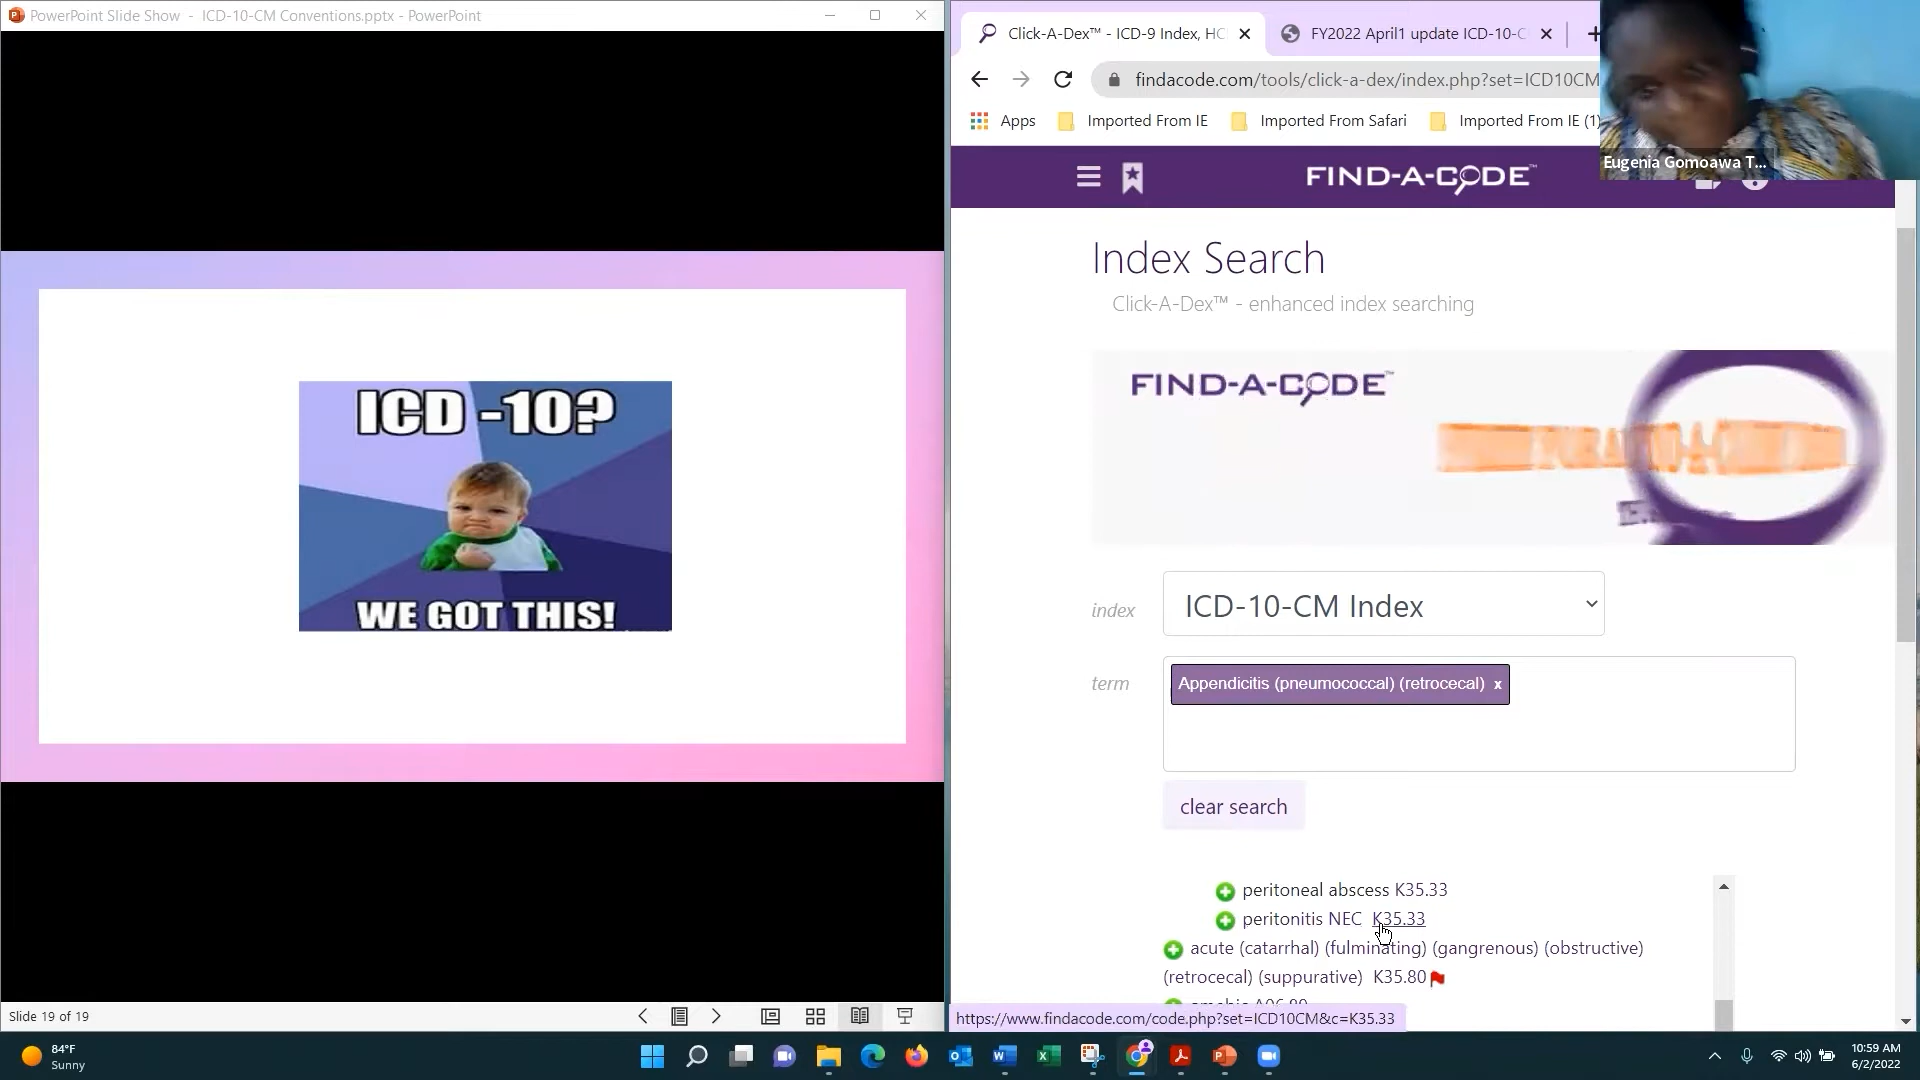 PowerPoint Slide Show - ICD-10-CM Conventions.pptx - PowerPoint
ICD -10?
WE GOT THIS!
Slide 19 of 19
Click-A-Dex™ - ICD-9 Index, HC
FY2022 April1 update ICD-10-C
findacode.com/tools/click-a-dex/index.php?set=ICD10CM
Apps
Imported From IE
Imported From Safari
Imported From IE (1)
Eugenia Gomoawa T...
FIND-A-CODE™
Index Search
Click-A-Dex™ - enhanced index searching
FIND-A-CODE™
index
ICD-10-CM Index
term
Appendicitis (pneumococcal) (retrocecal) x
clear search
peritoneal abscess K35.33
peritonitis NEC K35.33
acute (catarrhal) (fulminating) (gangrenous) (obstructive)
(retrocecal) (suppurative) K35.80
https://www.findacode.com/code.php?set=ICD10CM&c=K35.33
84°F
Sunny
10:59 AM
6/2/2022